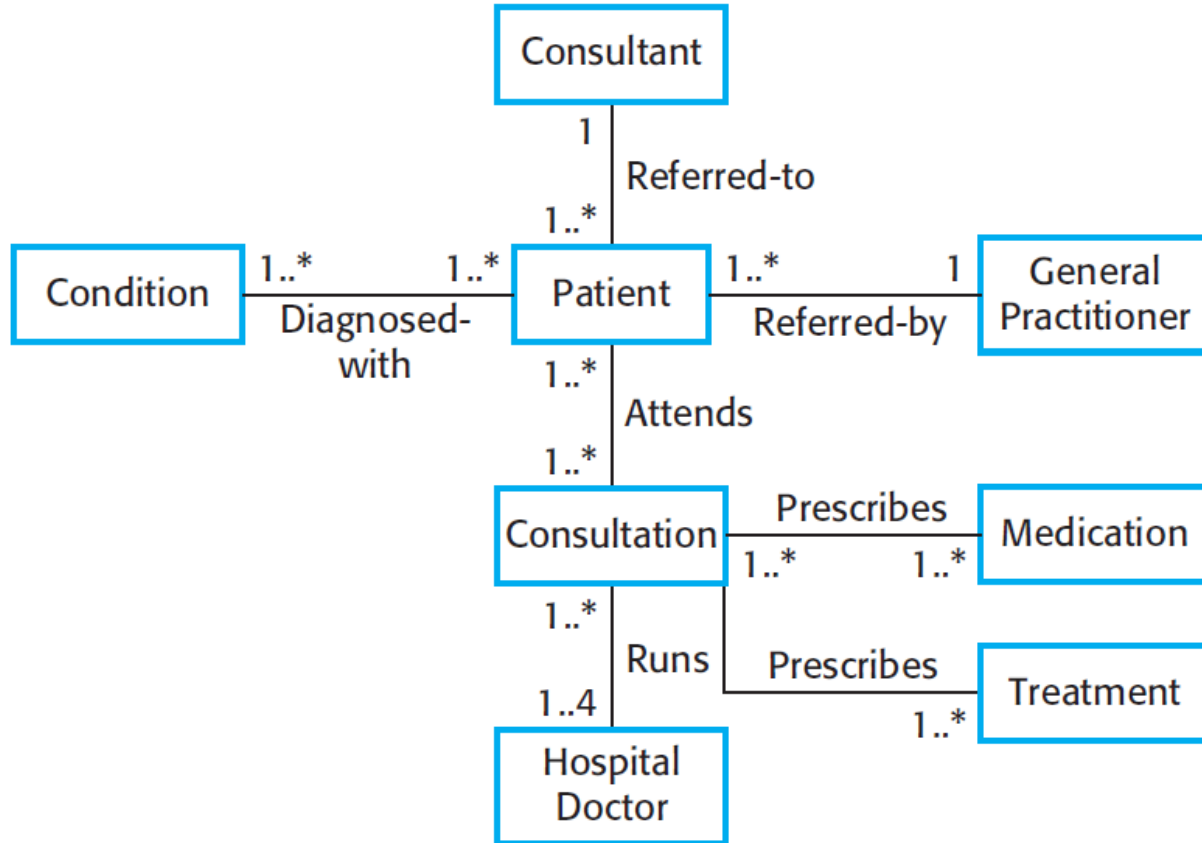 Consultant
1
Referred-to
1..*
1..*
1..*
1..*
1
Condition
Patient
General
Practitioner
Diagnosed-
with
Referred-by
1..*
Attends
1..*
Prescribes
Consultation
Medication
1..*
1..*
1..*
Runs
Prescribes
Treatment
1..4
1..*
Hospital
Doctor